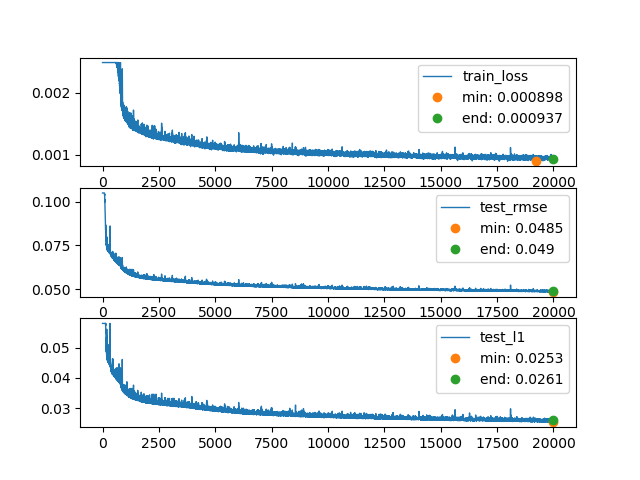 0.002
0.001
train_loss
min: 0.000898
end: 0.000937
0 2500 5000 7500 10000 12500 15000 17500 20000
0.100
0.075
0.050
test_rmse
min: 0.0485
end: 0.049
0 2500 5000 7500 10000 12500 15000 17500 20000
0.05
0.04
0.03
test_l1
min: 0.0253
end: 0.0261
0 2500 5000 7500 10000 12500 15000 17500 20000